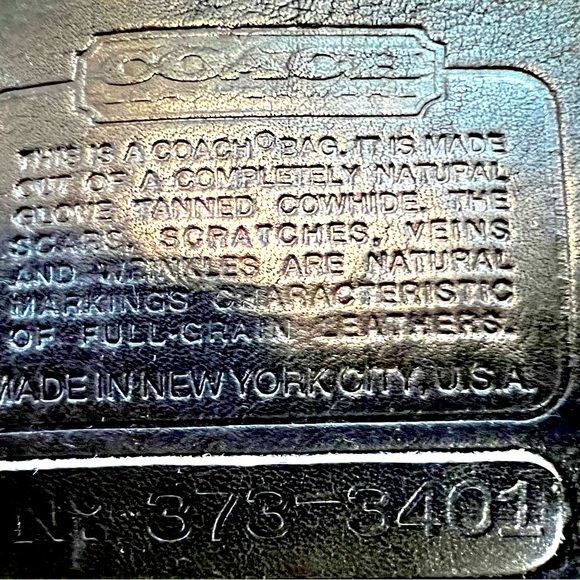 COACH
THIS IS A COACH® BAG. IT IS MADE
OUT OF A COMPLETELY NATURAL
GLOVE TANNED COWHIDE. THE
SCARS, SCRATCHES, VEINS
AND WRINKLES ARE NATURAL
MARKINGS CHARACTERISTIC
OF FULL-GRAIN LEATHERS.
MADE IN NEW YORK CITY, U.S.A.
373-3401